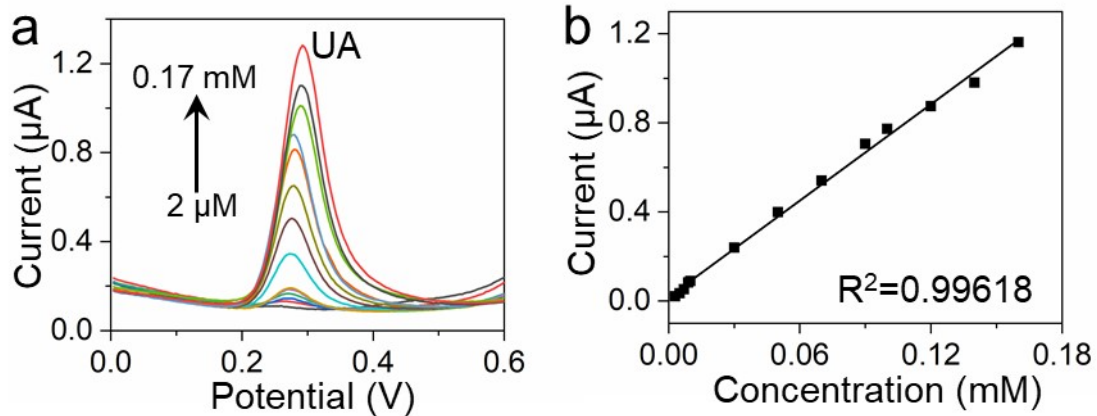 a
UA
0.17 mM
2 µM
1.2
0.8
0.4
0.0
Current (µA)
0.0
0.2
0.4
0.6
Potential (V)
b
1.2
0.8
0.4
0.0
Current (µA)
R²=0.99618
0.00
0.06
0.12
0.18
Concentration (mM)